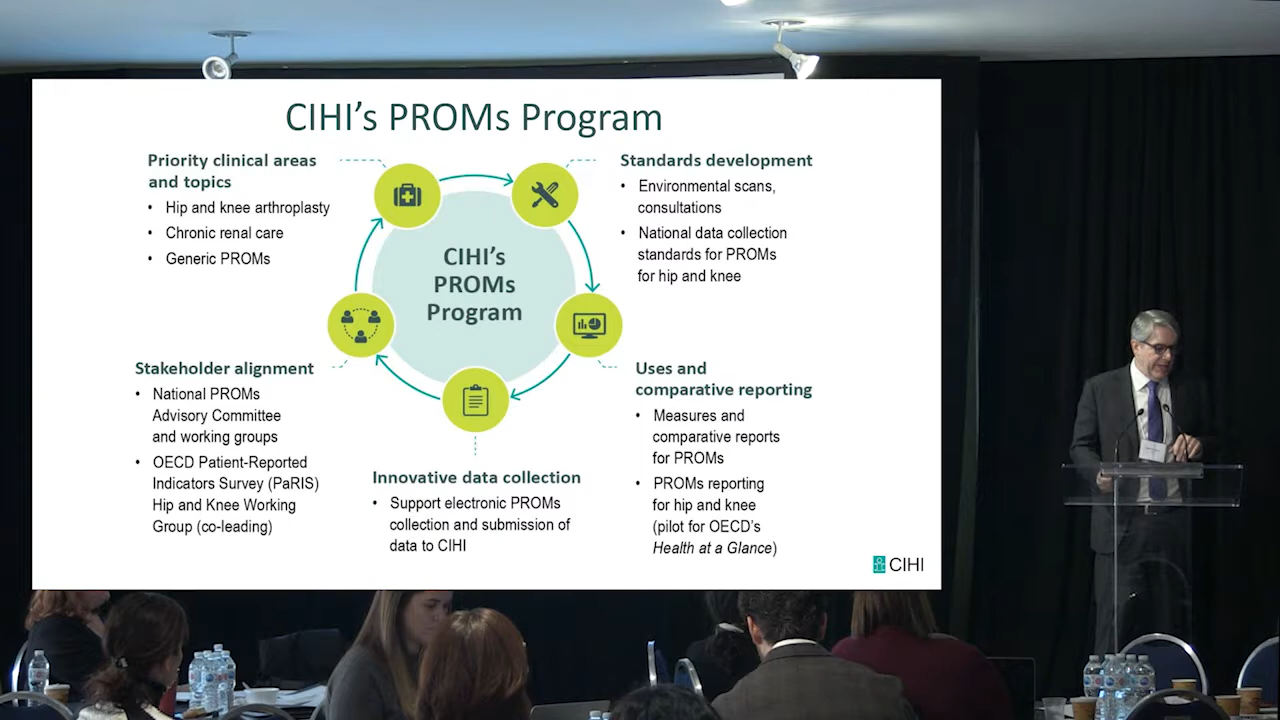 CIHI’s PROMs Program
Priority clinical areas
and topics
• Hip and knee arthroplasty
• Chronic renal care
• Generic PROMs
Standards development
• Environmental scans,
consultations
• National data collection
standards for PROMs
for hip and knee
CIHI’s
PROMs
Program
Stakeholder alignment
• National PROMs
Advisory Committee
and working groups
• OECD Patient-Reported
Indicators Survey (PaRIS)
Hip and Knee Working
Group (co-leading)
Uses and
comparative reporting
• Measures and
comparative reports
for PROMs
• PROMs reporting
for hip and knee
(pilot for OECD’s
Health at a Glance)
Innovative data collection
• Support electronic PROMs
collection and submission of
data to CIHI
CIHI